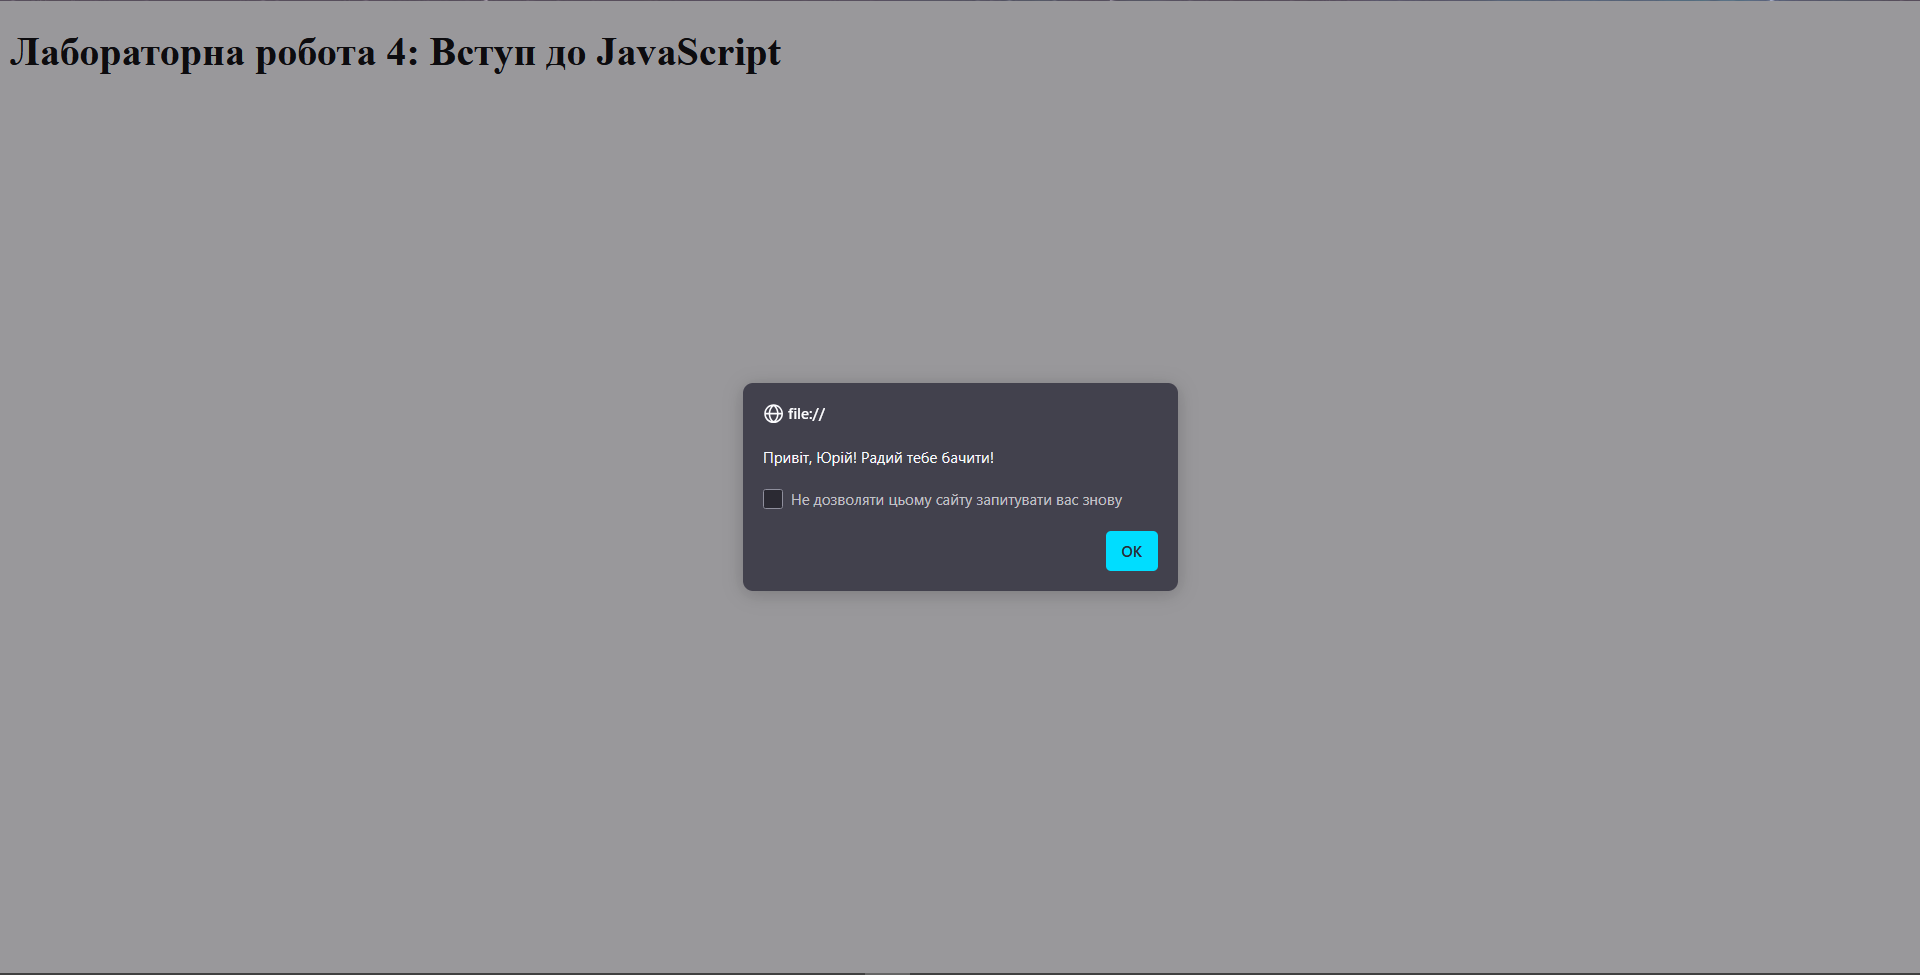 Лабораторна робота 4: Вступ до JavaScript
file://
Привіт, Юрій! Радий тебе бачити!
Не дозволяти цьому сайту запитувати вас знову
OK